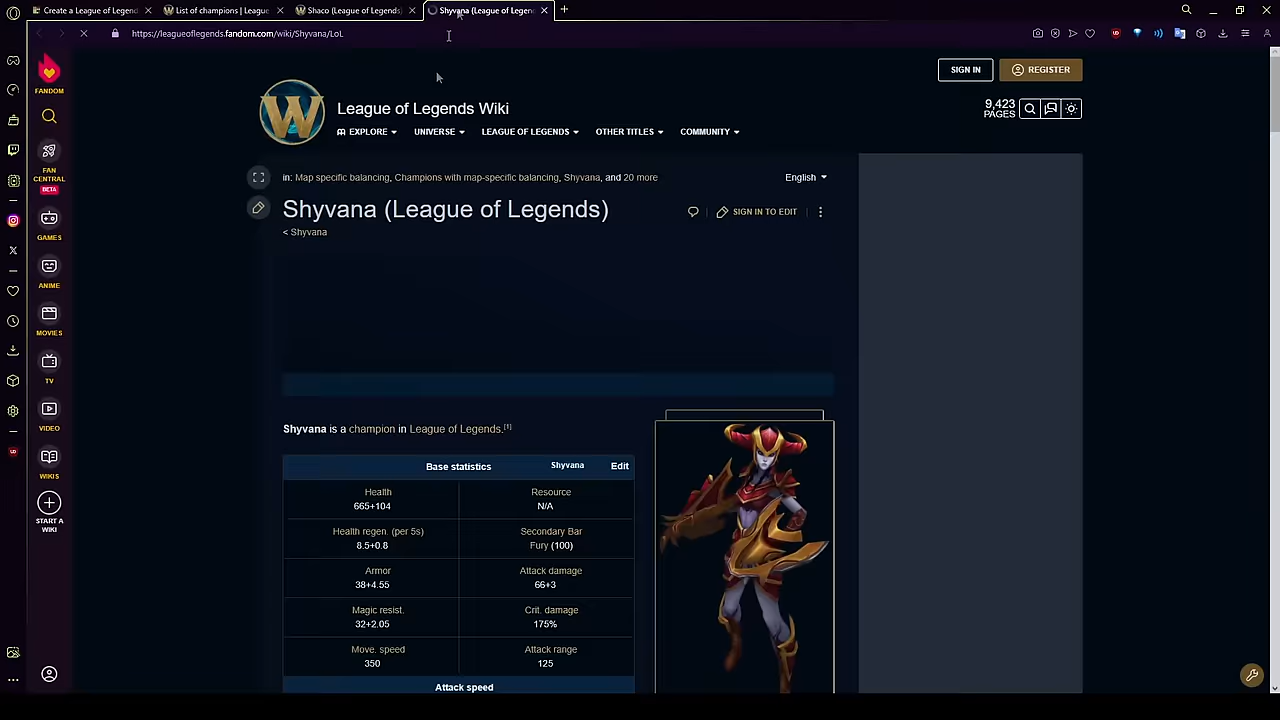 Create a League of Legend
List of champions | League
Shaco (League of Legends)
Shyvana (League of Legen
https://leagueoflegends.fandom.com/wiki/Shyvana/LoL
FANDOM
FAN CENTRAL
BETA
GAMES
ANIME
MOVIES
TV
VIDEO
WIKIS
START A WIKI
SIGN IN
REGISTER
W
League of Legends Wiki
9,423 PAGES
EXPLORE
UNIVERSE
LEAGUE OF LEGENDS
OTHER TITLES
COMMUNITY
in: Map specific balancing, Champions with map-specific balancing, Shyvana, and 20 more
English
Shyvana (League of Legends)
SIGN IN TO EDIT
< Shyvana
Shyvana is a champion in League of Legends.[1]
Base statistics
Shyvana
Edit
Health
665+104
Resource
N/A
Health regen. (per 5s)
8.5+0.8
Secondary Bar
Fury (100)
Armor
38+4.55
Attack damage
66+3
Magic resist.
32+2.05
Crit. damage
175%
Move. speed
350
Attack range
125
Attack speed